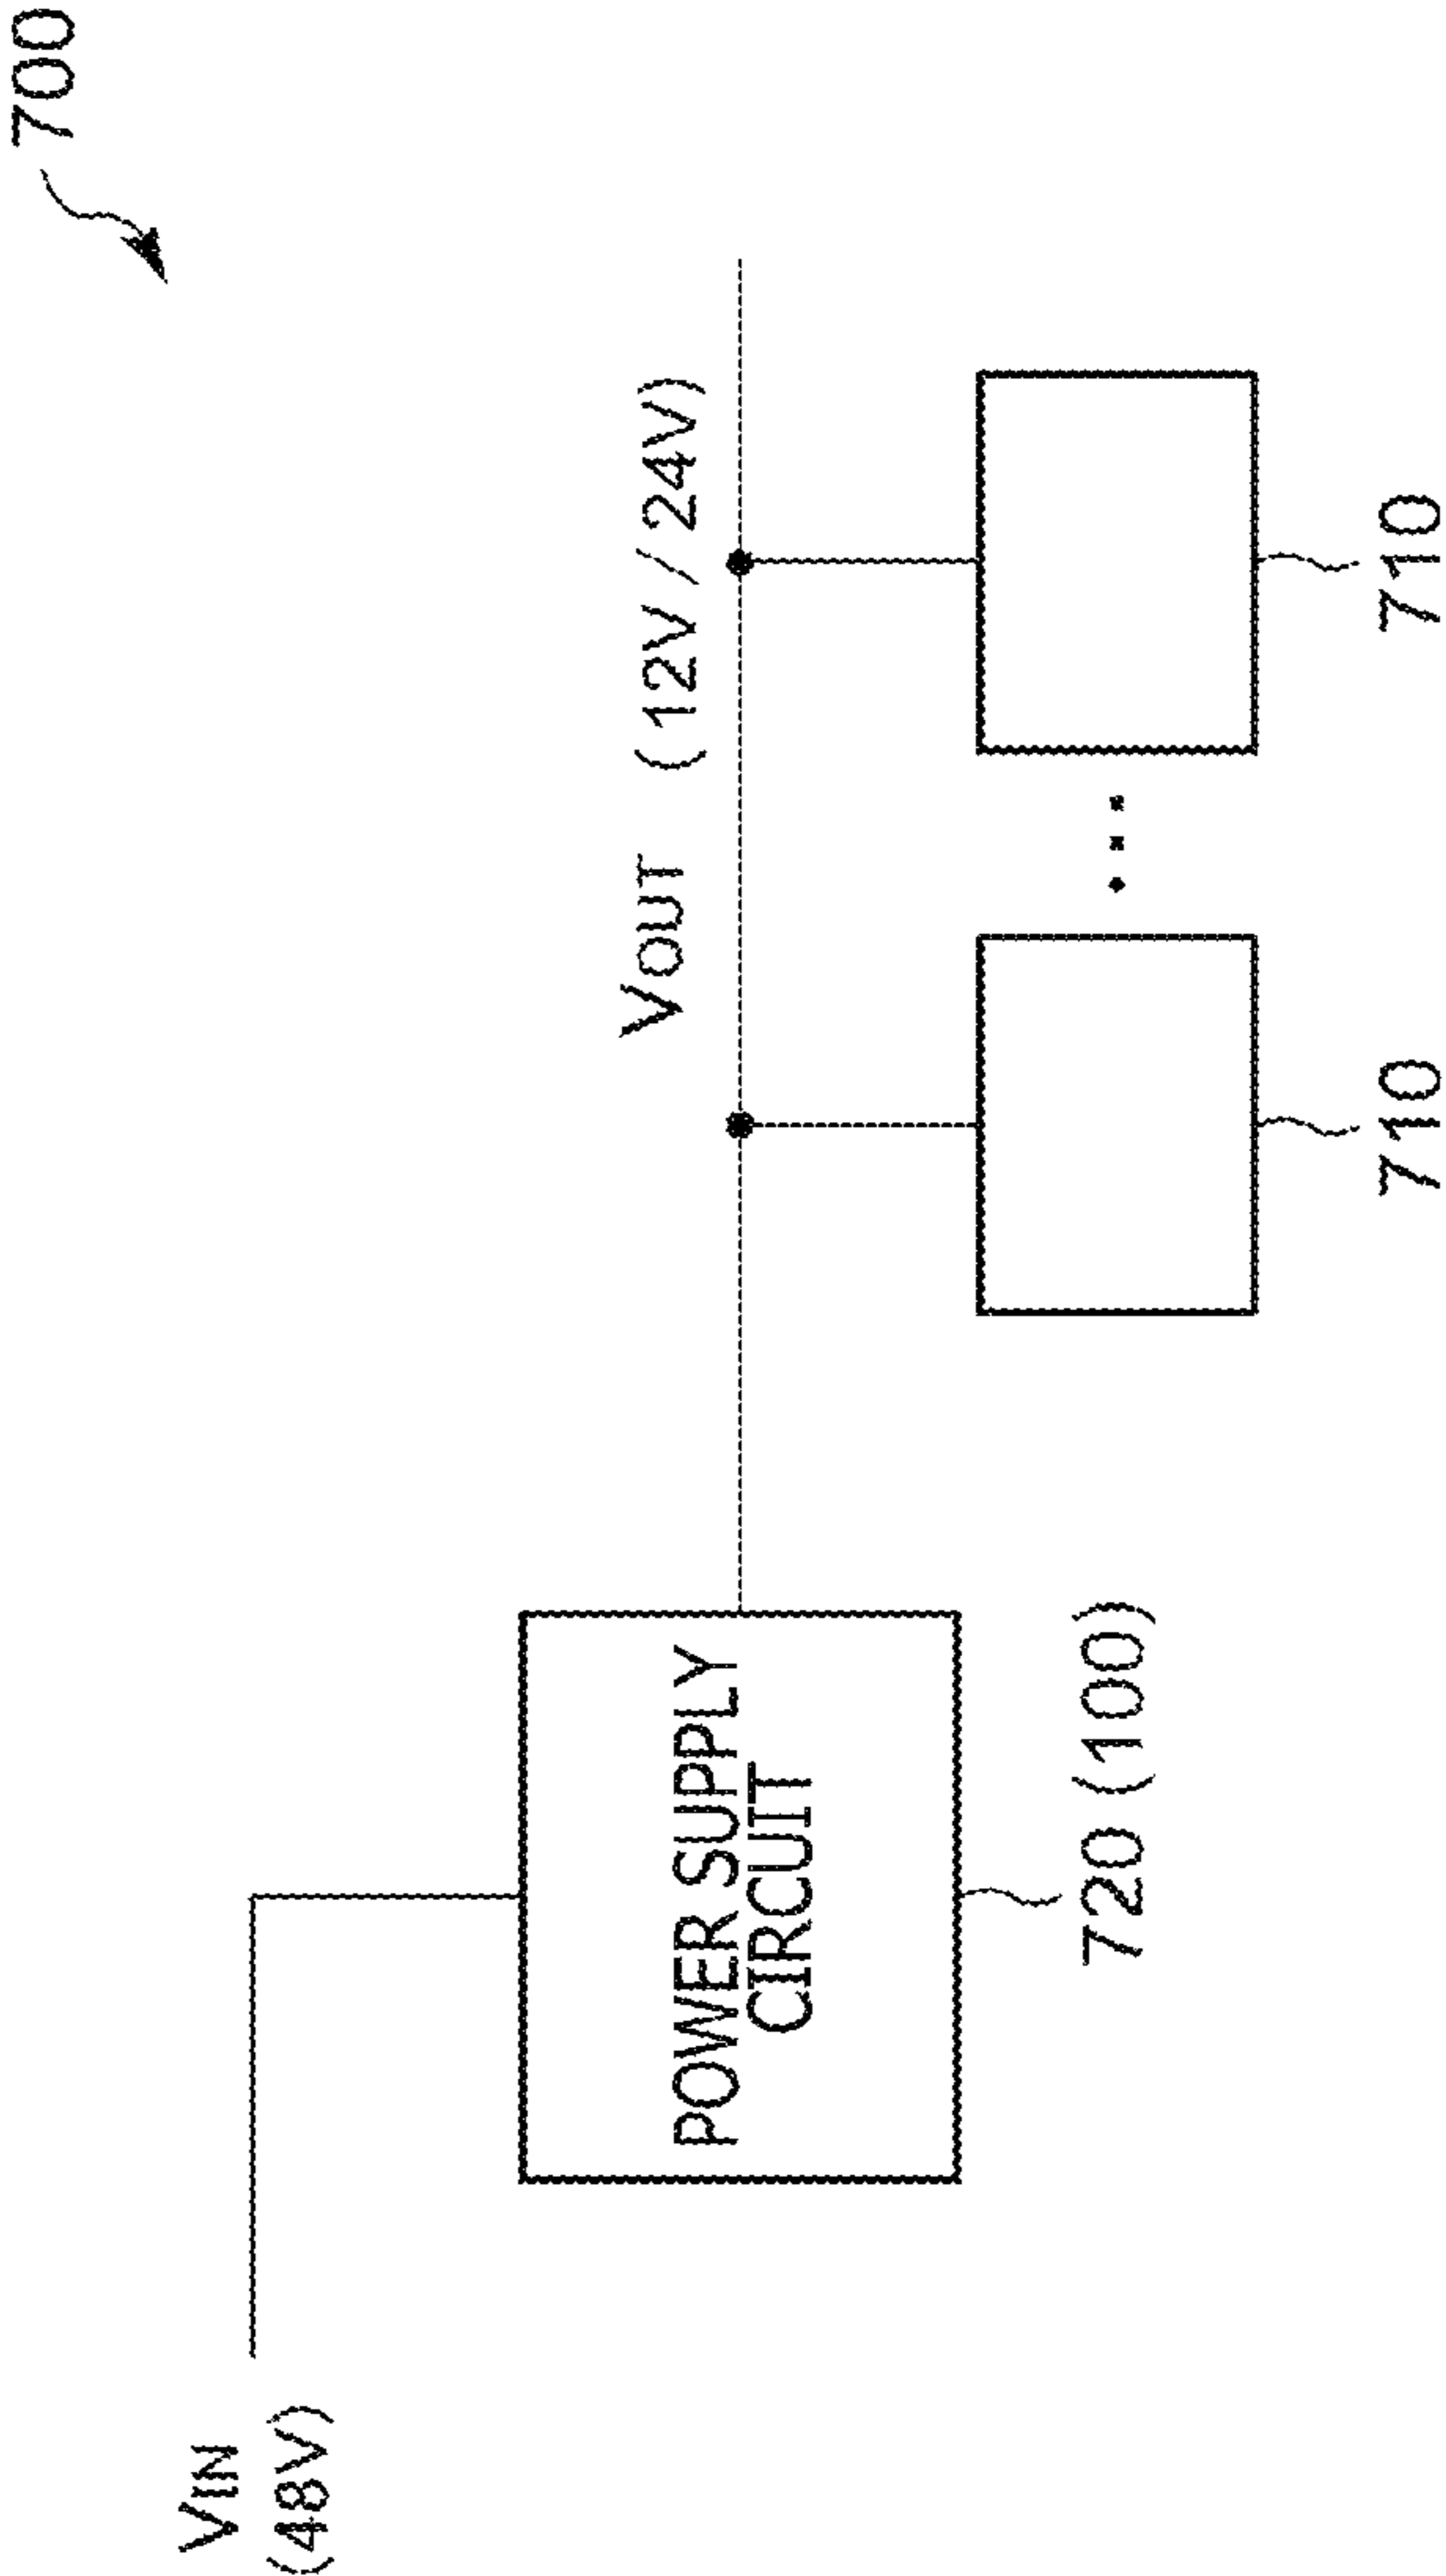 700
VIN
(48V)
VOUT (12V/24V)
POWER SUPPLY
CIRCUIT
720 (100)
710
710